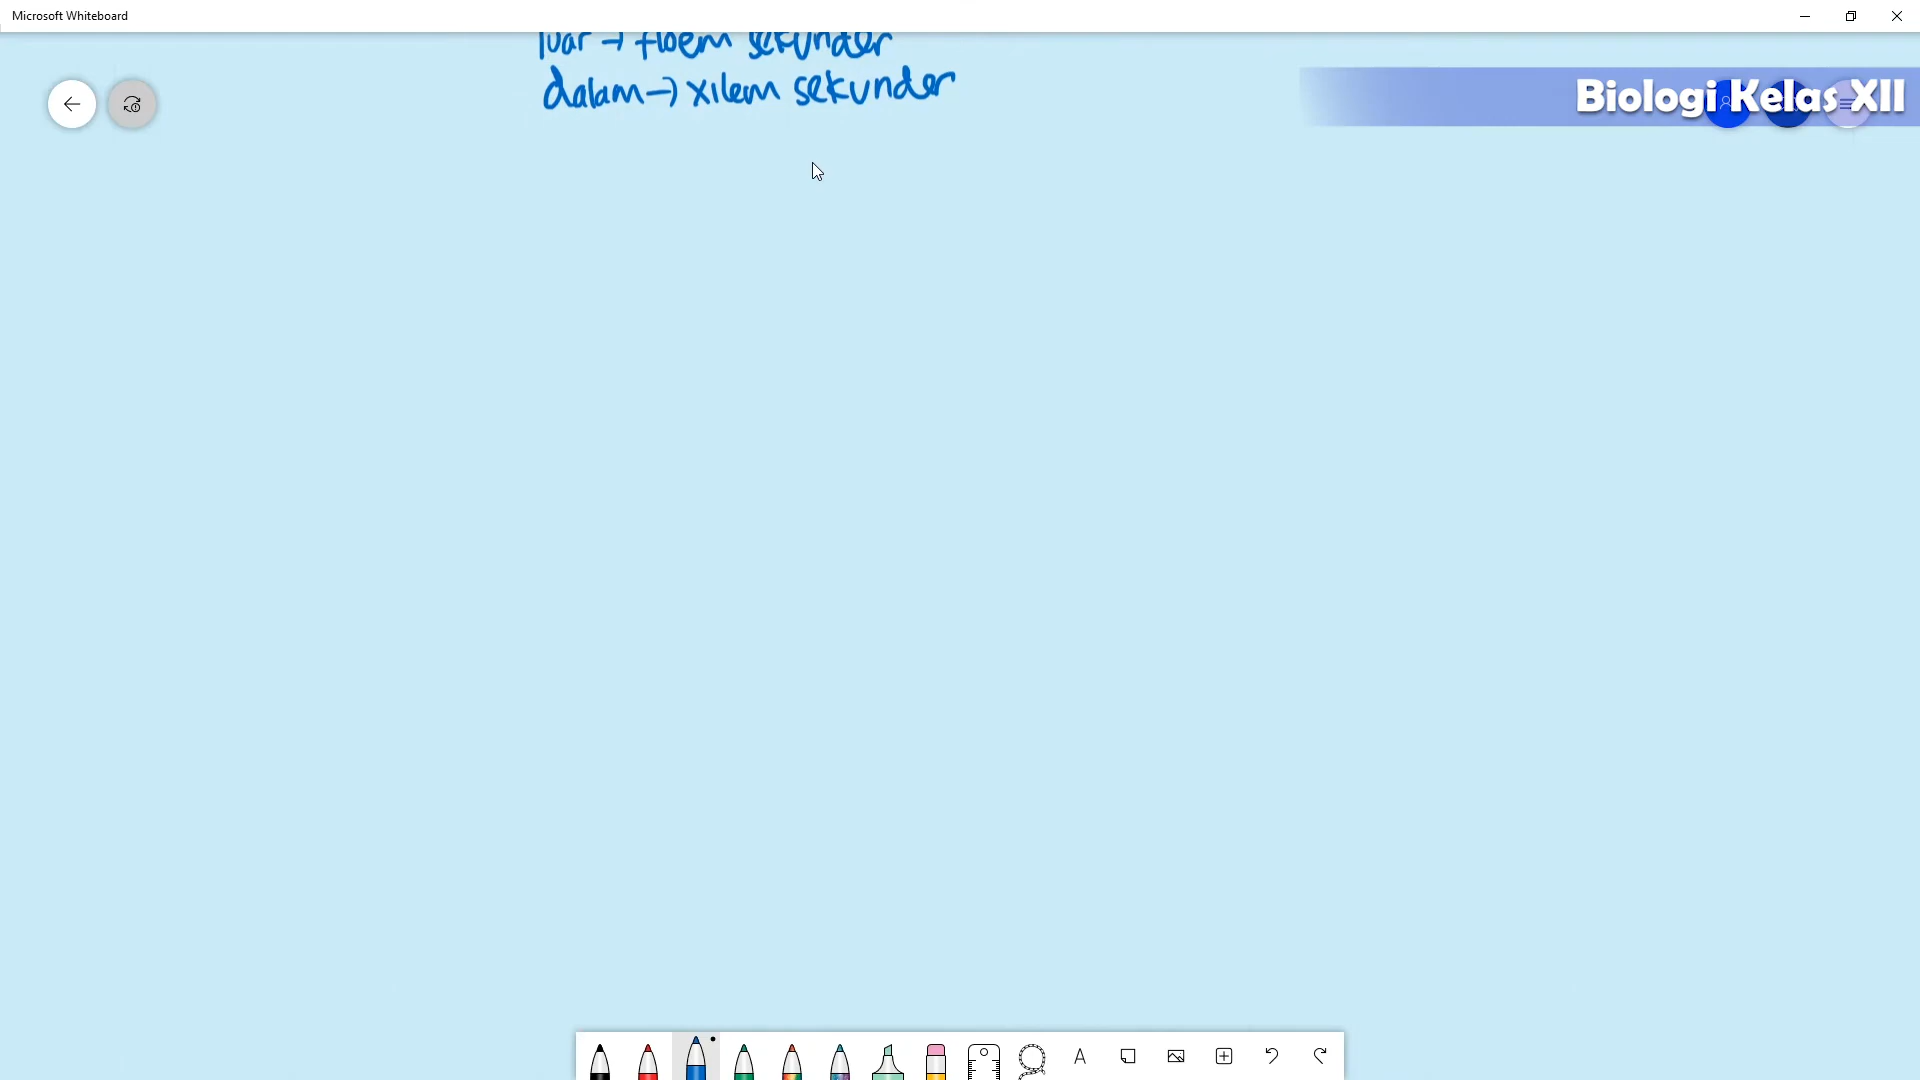 Microsoft Whiteboard
luar → floem sekunder
dalam → xilem sekunder
Biologi Kelas XII